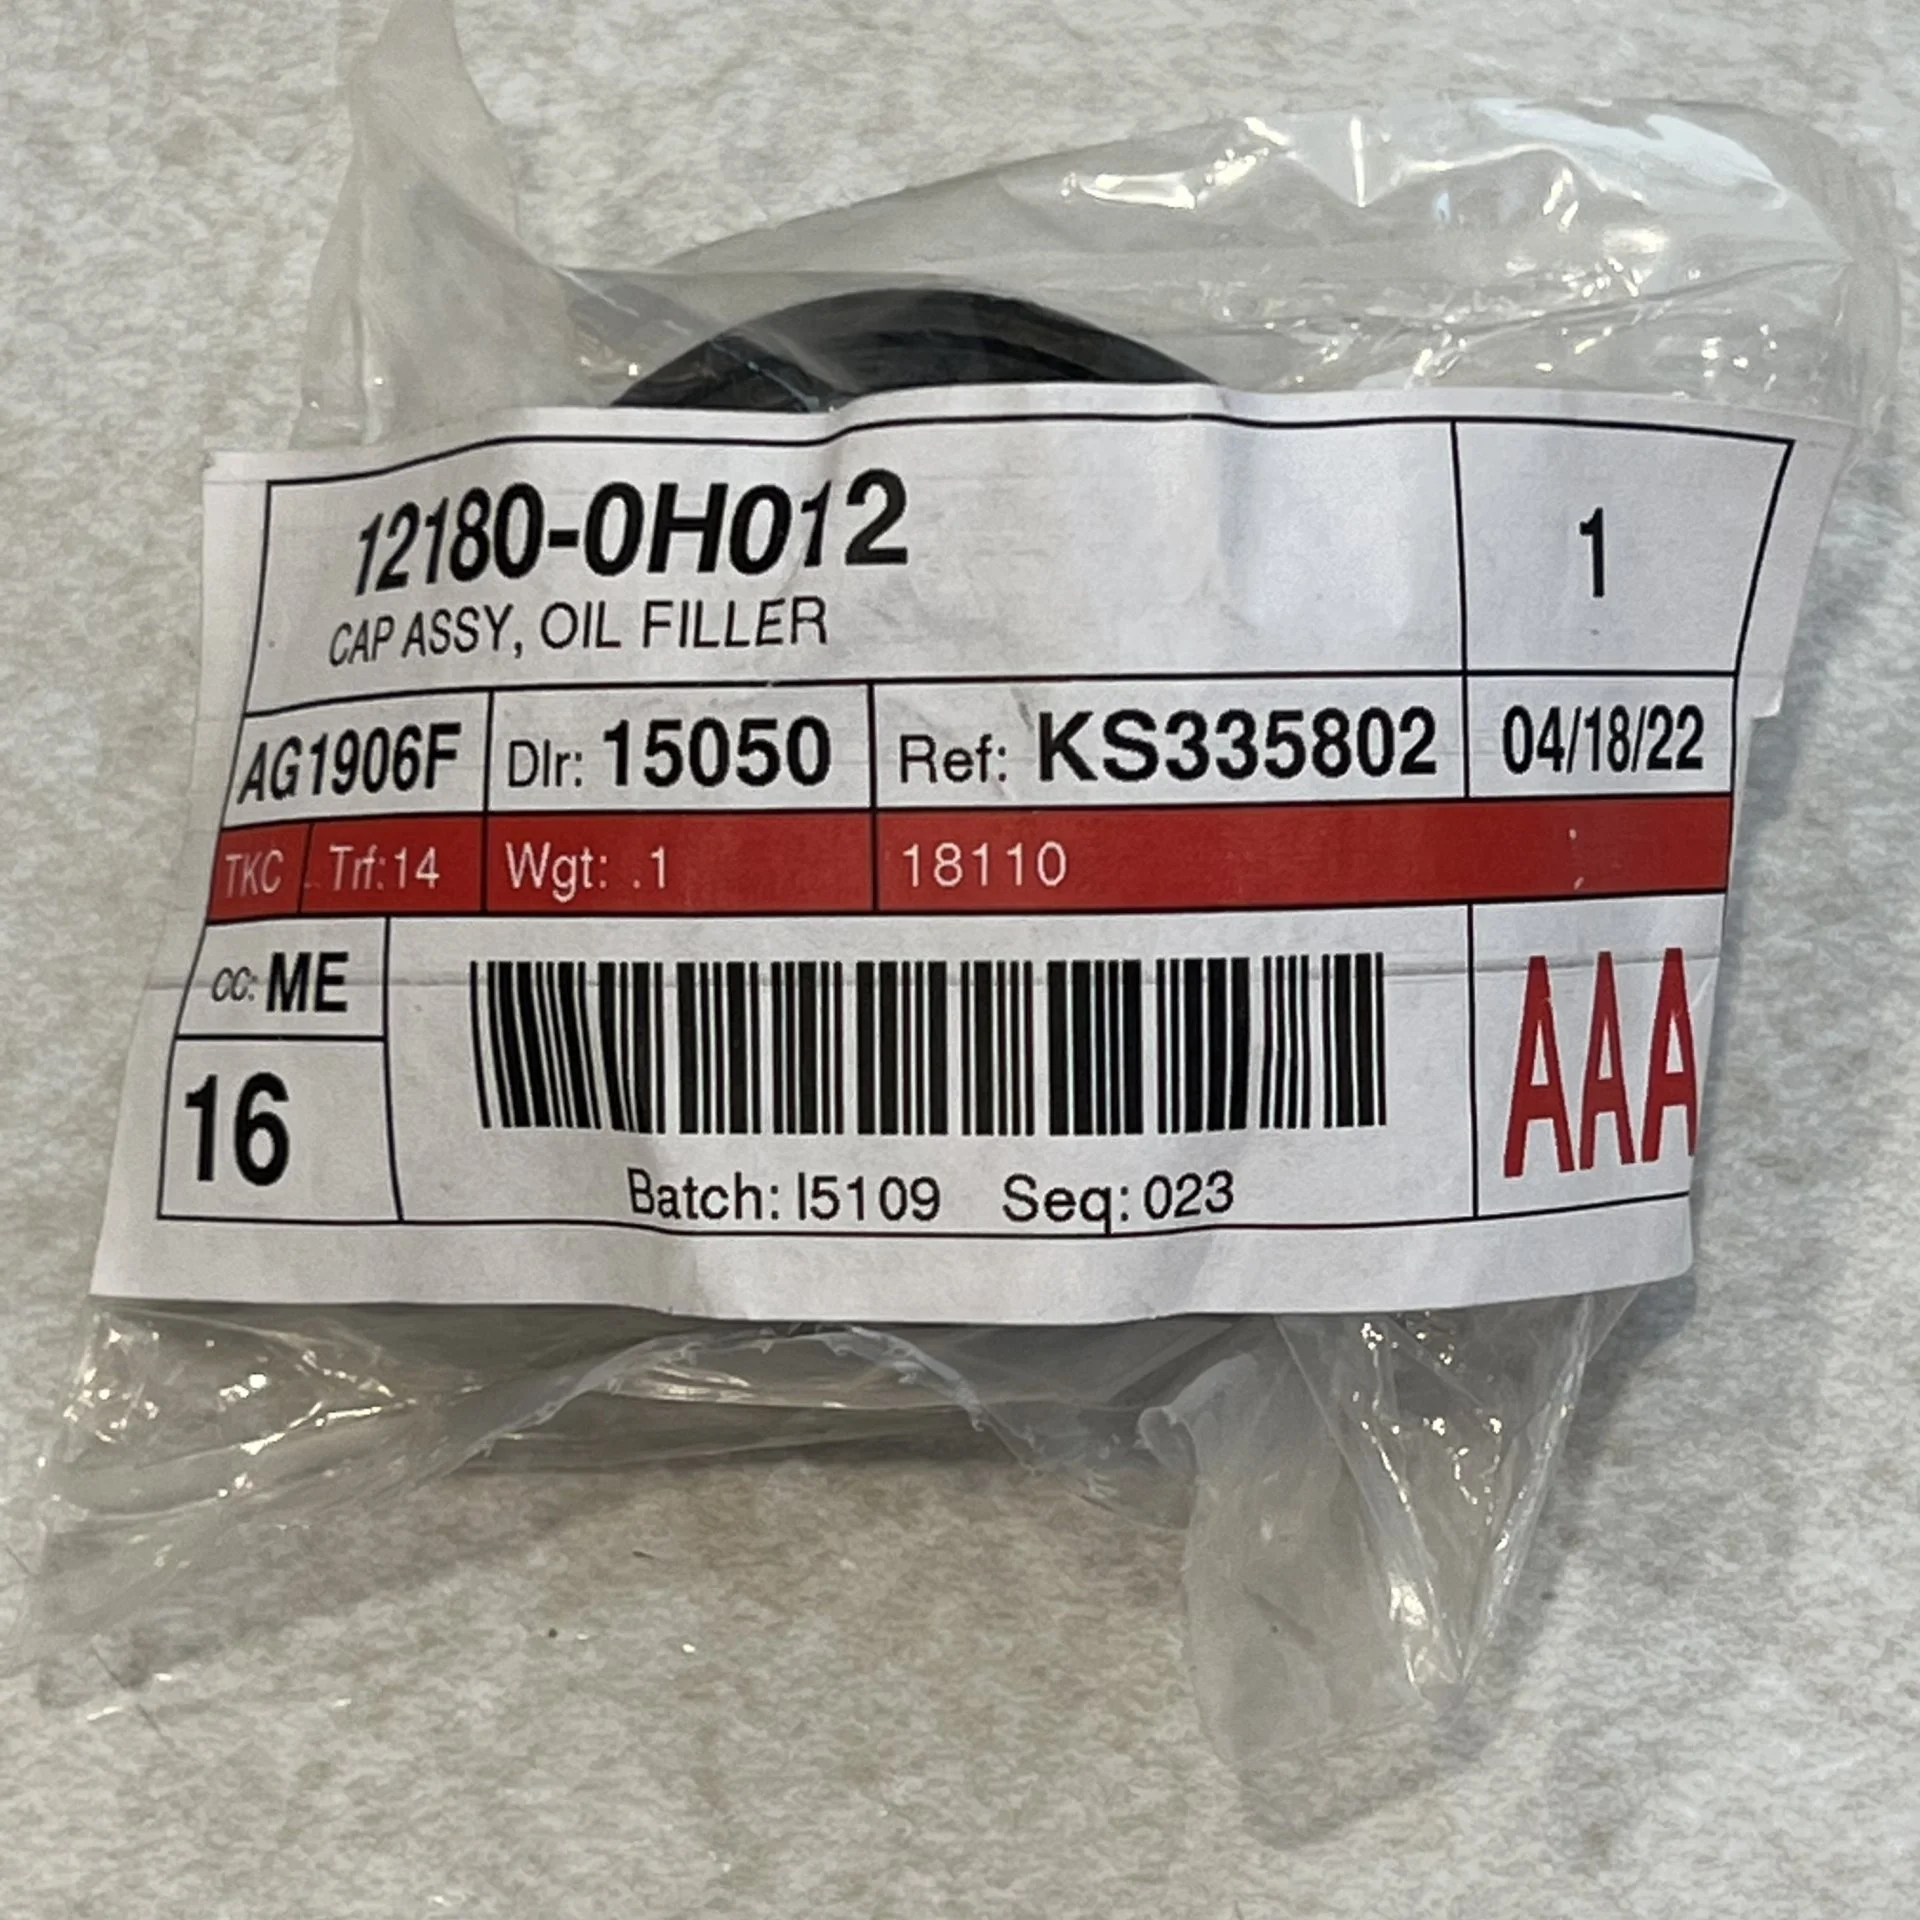 12180-0H012 1
CAP ASSY, OIL FILLER
AG1906F Dlr: 15050 Ref: KS335802 04/18/22
TKC Trf:14 Wgt: .1 18110
CC: ME
16
AAA
Batch: I5109 Seq: 023